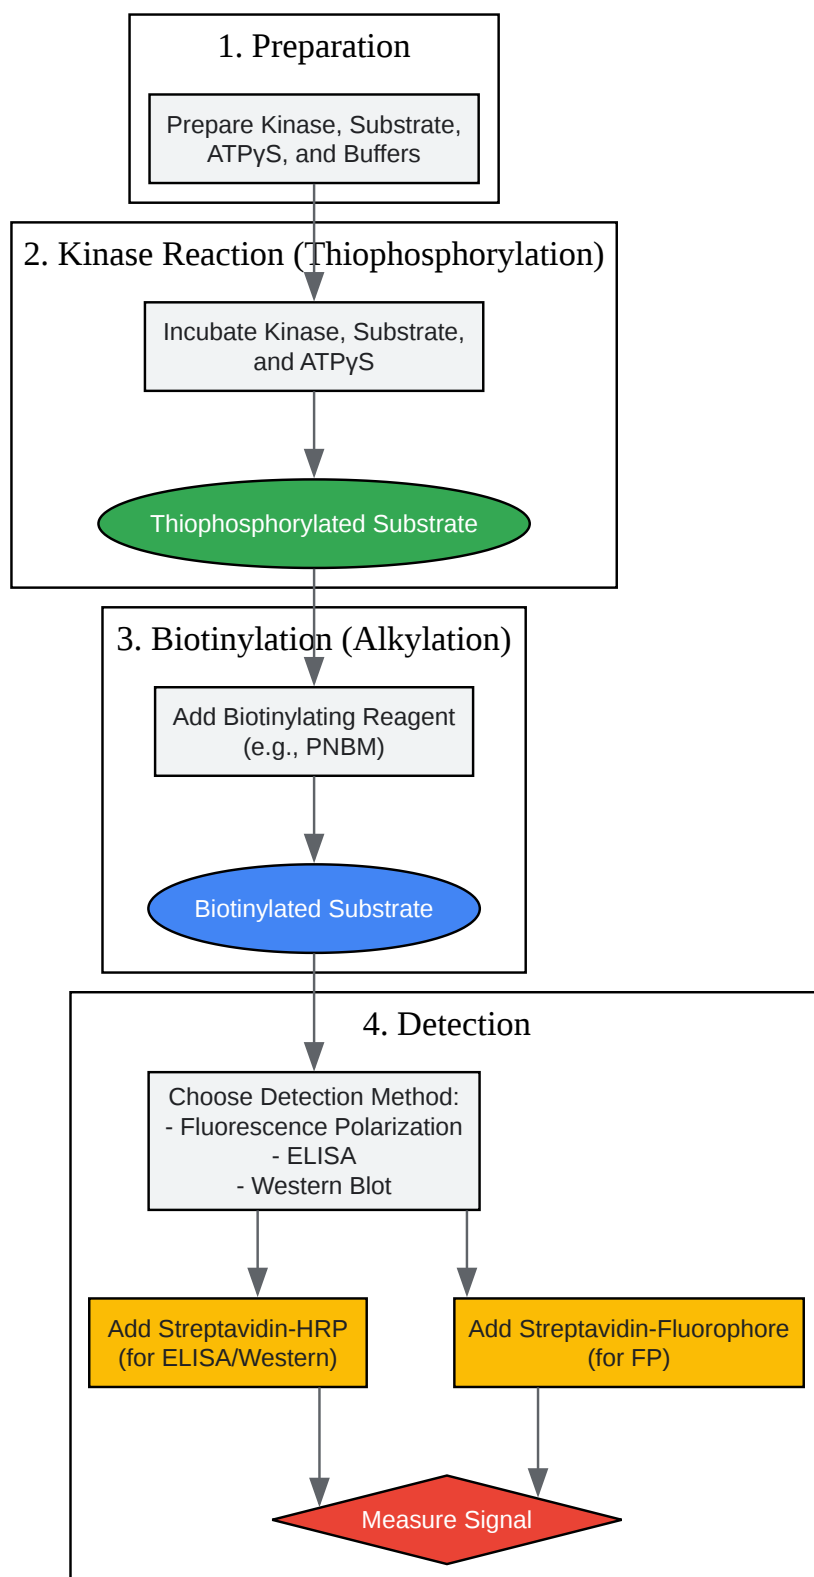 1. Preparation
Prepare Kinase, Substrate,
ATPγS, and Buffers
2. Kinase Reaction (Thiophosphorylation)
Incubate Kinase, Substrate,
and ATPγS
Thiophosphorylated Substrate
3. Biotinylation (Alkylation)
Add Biotinylating Reagent
(e.g., PNBM)
Biotinylated Substrate
4. Detection
Choose Detection Method:
- Fluorescence Polarization
- ELISA
- Western Blot
Add Streptavidin-HRP
(for ELISA/Western)
Add Streptavidin-Fluorophore
(for FP)
Measure Signal